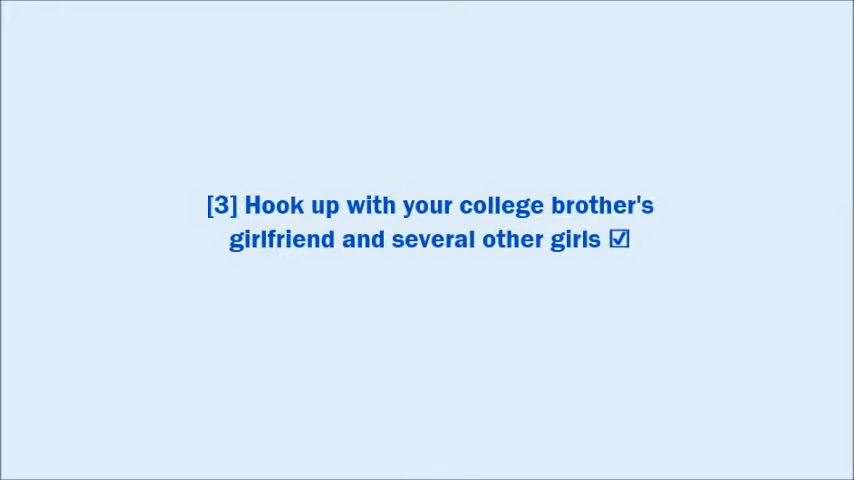 [3] Hook up with your college brother's
girlfriend and several other girls ☑